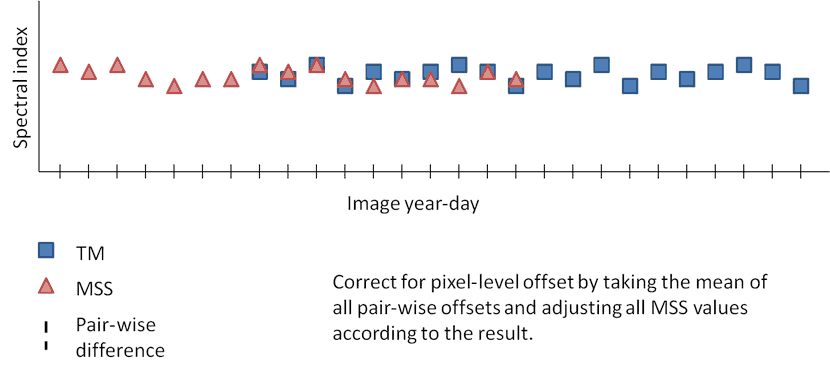 Spectral index
Image year-day
TM
MSS
Pair-wise
difference
Correct for pixel-level offset by taking the mean of
all pair-wise offsets and adjusting all MSS values
according to the result.